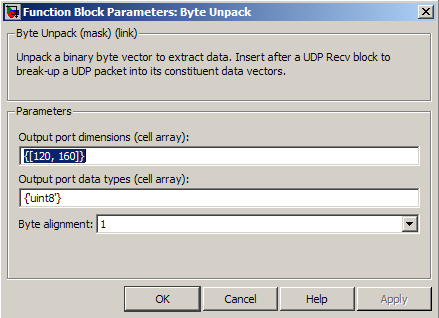 Function Block Parameters: Byte Unpack
Byte Unpack (mask) (link)
Unpack a binary byte vector to extract data. Insert after a UDP Recv block to
break-up a UDP packet into its constituent data vectors.
Parameters
Output port dimensions (cell array):
{[120, 160]}
Output port data types (cell array):
{'uint8'}
Byte alignment: 1
OK Cancel Help Apply